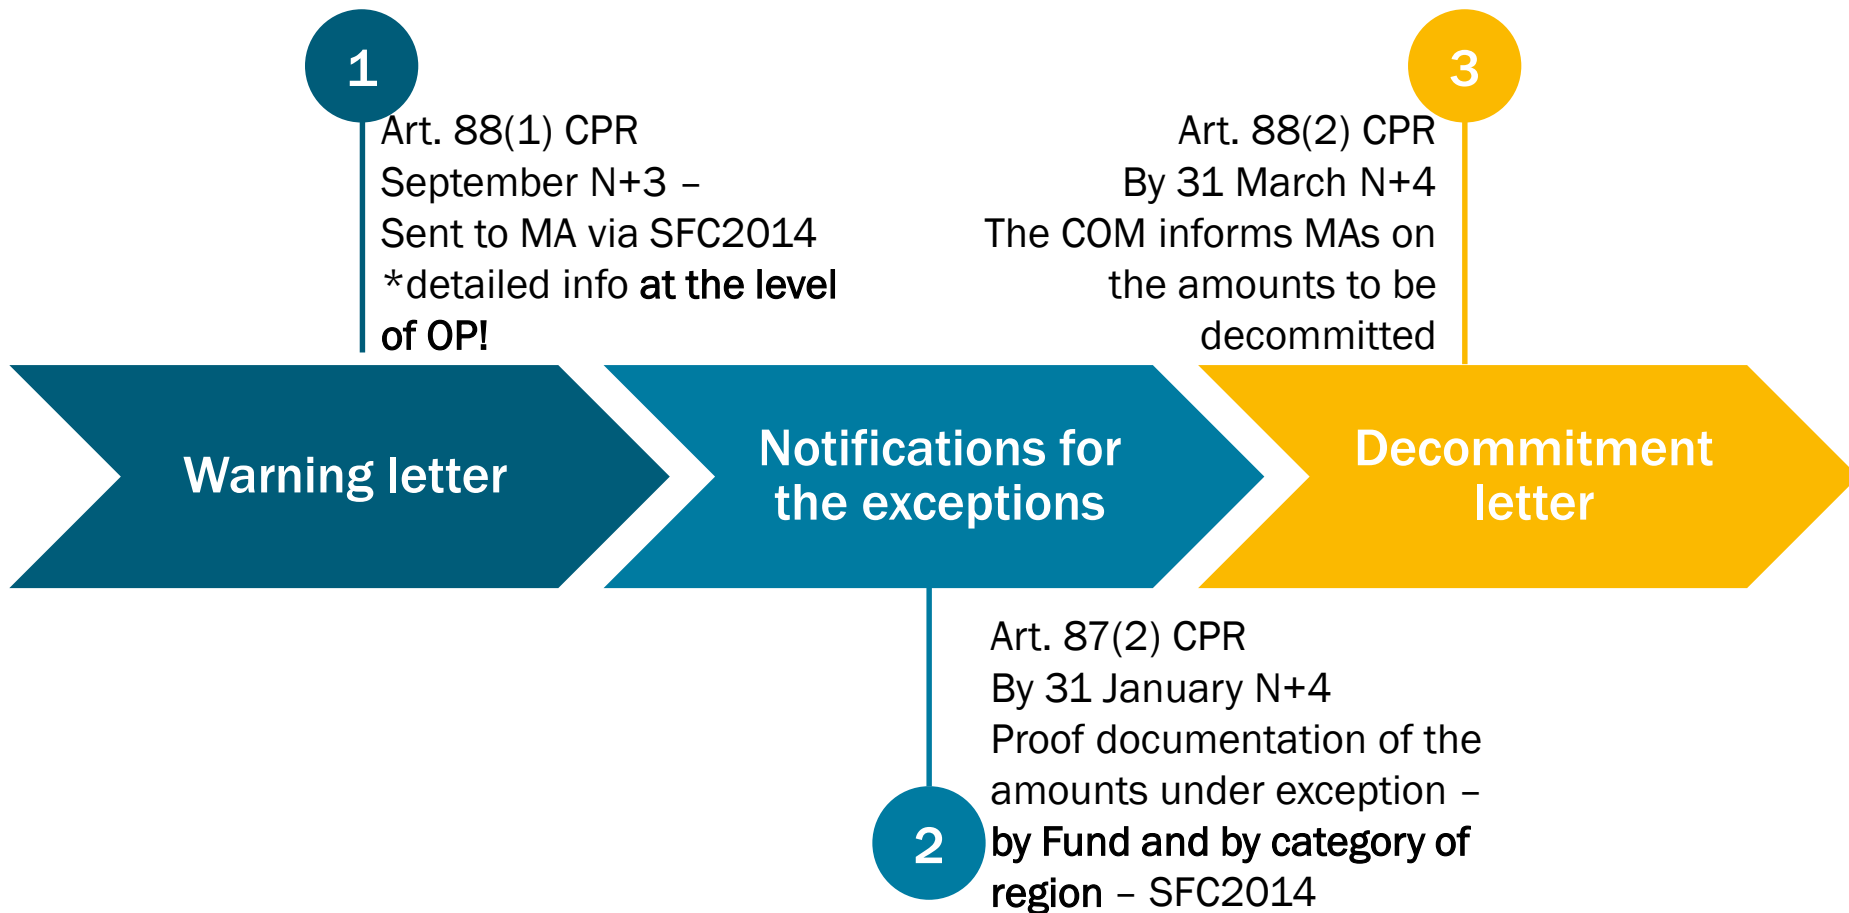 1
Art. 88(1) CPR
September N+3 –
Sent to MA via SFC2014
*detailed info at the level
of OP!
3
Art. 88(2) CPR
By 31 March N+4
The COM informs MAs on
the amounts to be
decommitted
Warning letter
Notifications for
the exceptions
Decommitment
letter
2
Art. 87(2) CPR
By 31 January N+4
Proof documentation of the
amounts under exception –
by Fund and by category of
region – SFC2014